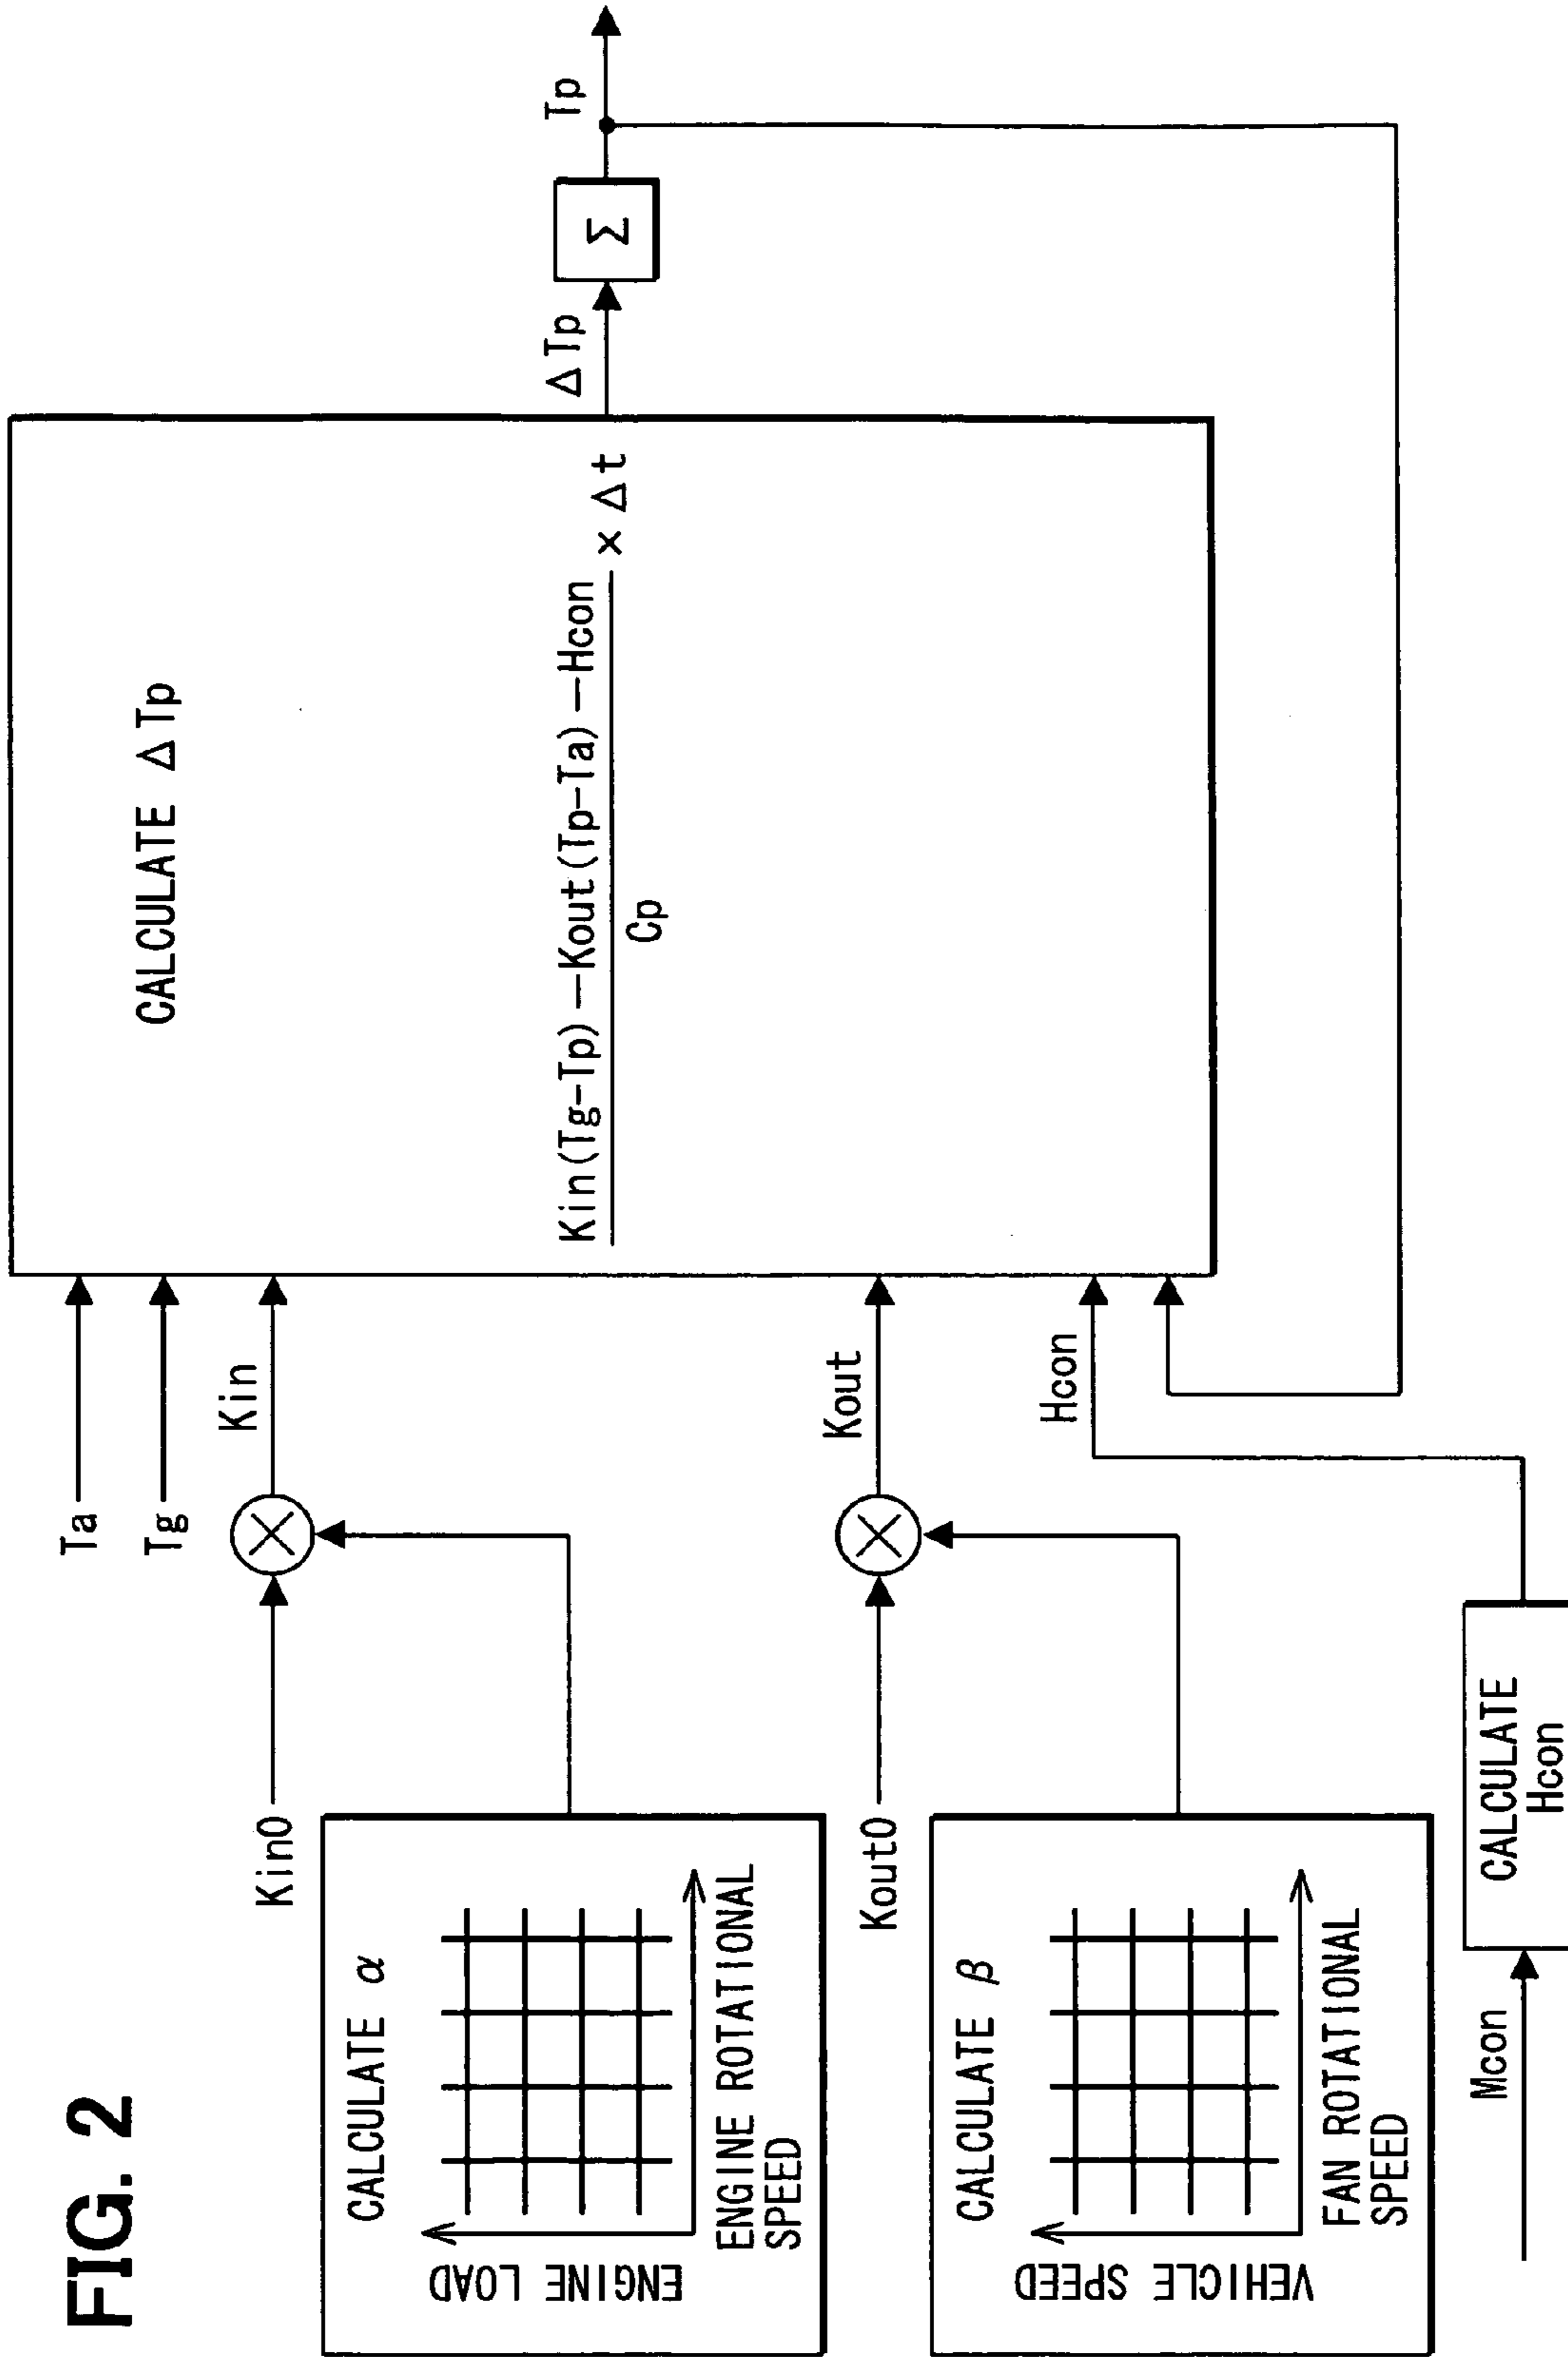 FIG. 2
Ta
Tg
Kin0
Kin
CALCULATE α
ENGINE LOAD
ENGINE ROTATIONAL
SPEED
Kout0
Kout
CALCULATE β
VEHICLE SPEED
FAN ROTATIONAL
SPEED
Mcon
CALCULATE
Hcon
Hcon
CALCULATE ΔTp
Kin(Tg-Tp)-Kout(Tp-Ta)-Hcon
Cp
× Δt
ΔTp
Σ
Tp